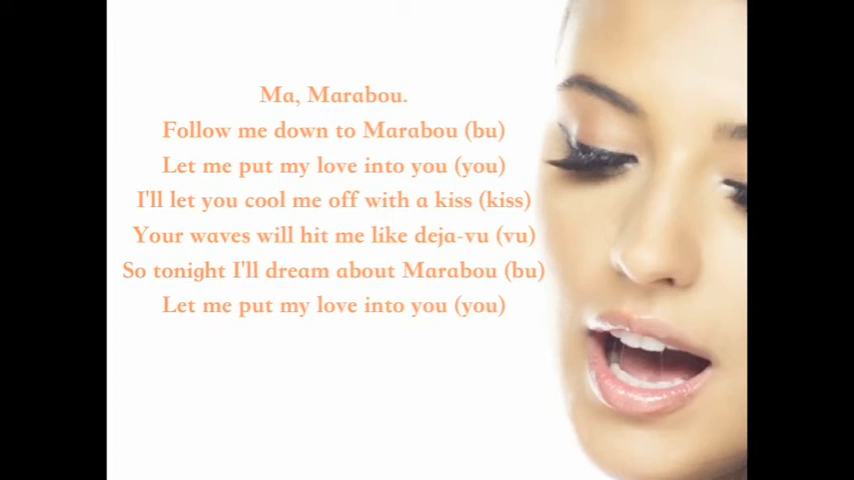 Ma, Marabou.
Follow me down to Marabou (bu)
Let me put my love into you (you)
I'll let you cool me off with a kiss (kiss)
Your waves will hit me like deja-vu (vu)
So tonight I'll dream about Marabou (bu)
Let me put my love into you (you)